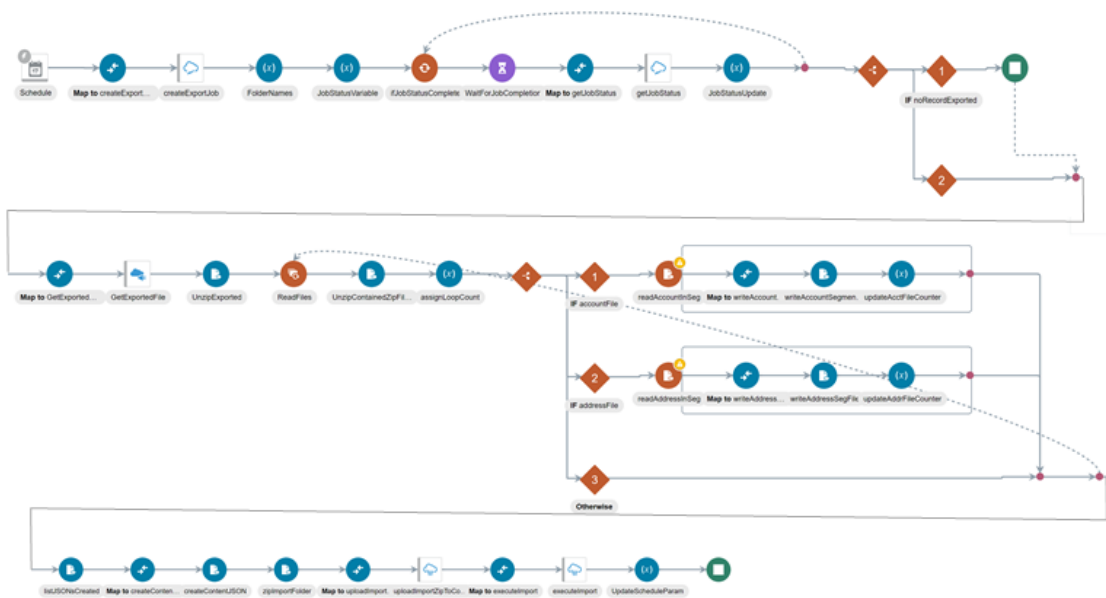 Schedule
Map to createExport...
createExportJob
FolderNames
JobStatusVariable
ifJobStatusComplete
WaitForJobCompletion
Map to getJobStatus
getJobStatus
JobStatusUpdate
1
IF noRecordExported
2
Map to GetExported...
GetExportedFile
UnzipExported
ReadFiles
UnzipContainedZipFil...
assignLoopCount
1
IF accountFile
readAccountInSeg
Map to writeAccount.
writeAccountSegmen.
updateAcctFileCounter
2
IF addressFile
readAddressInSeg
Map to writeAddress...
writeAddressSegFile
updateAddrFileCounter
3
Otherwise
listJSONsCreated
Map to createConten...
createContentJSON
zipImportFolder
Map to uploadImport.
uploadImportZipToCo...
Map to executeImport
executeImport
UpdateScheduleParam